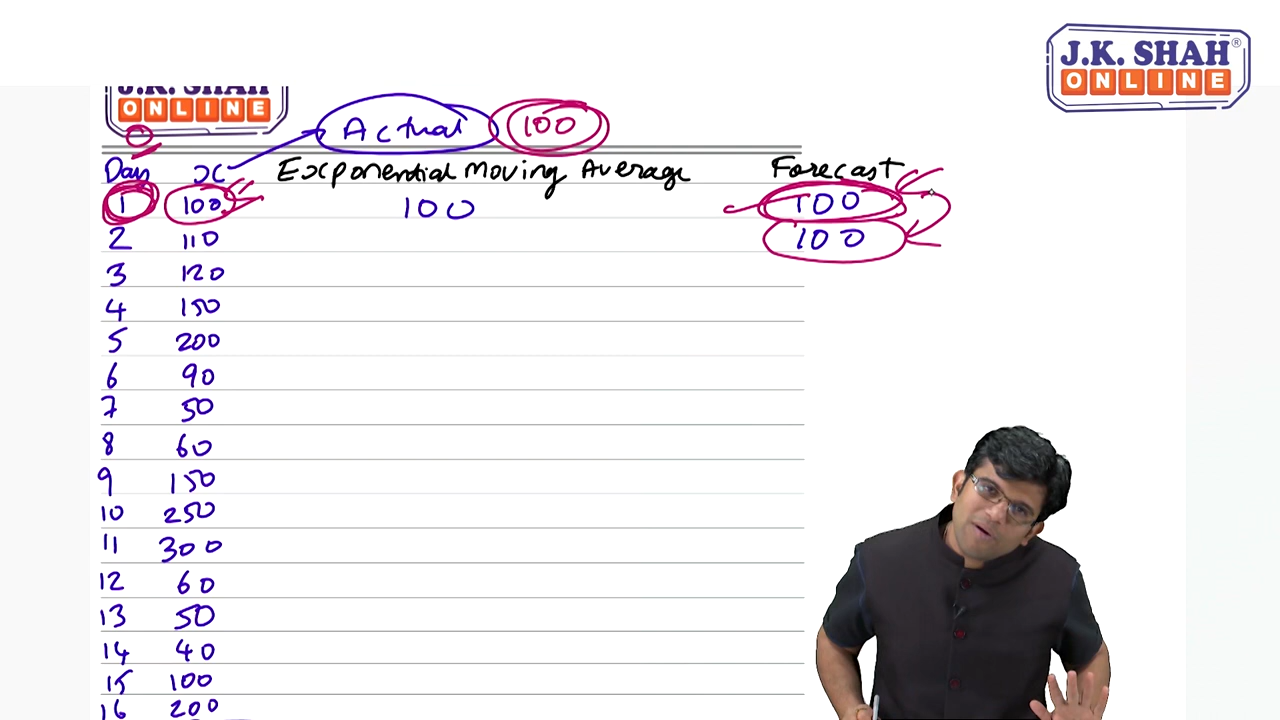 J.K. SHAH®
ONLINE
J.K. SHAH
ONLINE
Actual 100
Day x Exponential Moving Average Forecast
1 100 100 100
2 110 100
3 120
4 150
5 200
6 90
7 50
8 60
9 150
10 250
11 300
12 60
13 50
14 40
15 100
16 200